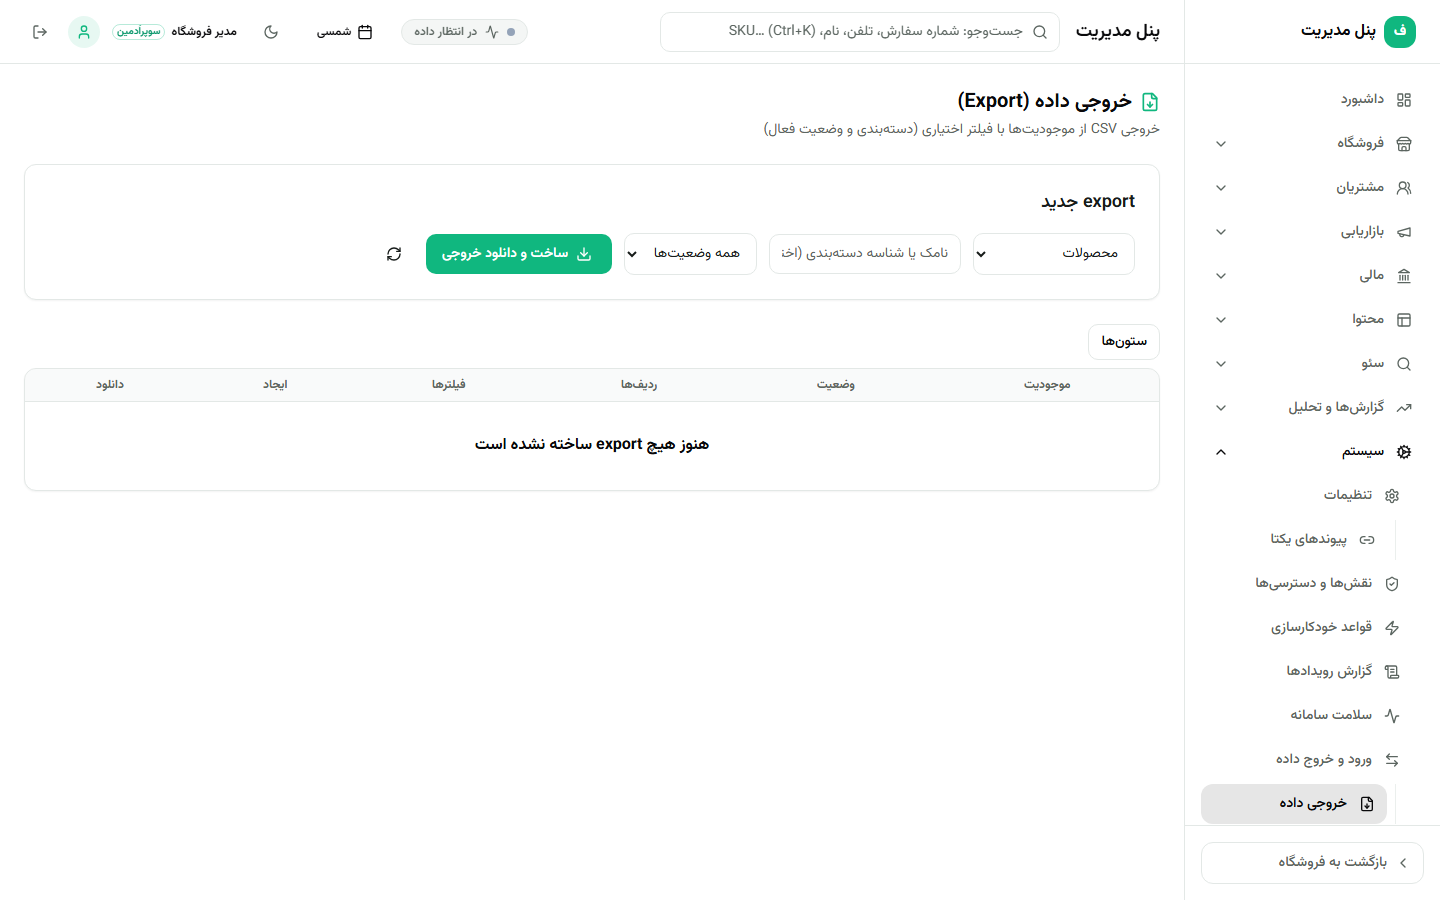 ف
پنل مدیریت
داشبورد
فروشگاه
مشتریان
بازاریابی
مالی
محتوا
سئو
گزارش‌ها و تحلیل
سیستم
تنظیمات
پیوندهای یکتا
نقش‌ها و دسترسی‌ها
قواعد خودکارسازی
گزارش رویدادها
سلامت سامانه
ورود و خروج داده
خروجی داده
بازگشت به فروشگاه
پنل مدیریت
جست‌وجو: شماره سفارش، تلفن، نام، SKU... (Ctrl+K)
در انتظار داده
شمسی
مدیر فروشگاه
سوپرادمین
خروجی داده (Export)
خروجی CSV از موجودیت‌ها با فیلتر اختیاری (دسته‌بندی و وضعیت فعال)
export جدید
محصولات
نامک یا شناسه دسته‌بندی (اخت
همه وضعیت‌ها
ساخت و دانلود خروجی
ستون‌ها
موجودیت وضعیت ردیف‌ها فیلترها ایجاد دانلود
هنوز هیچ export ساخته نشده است